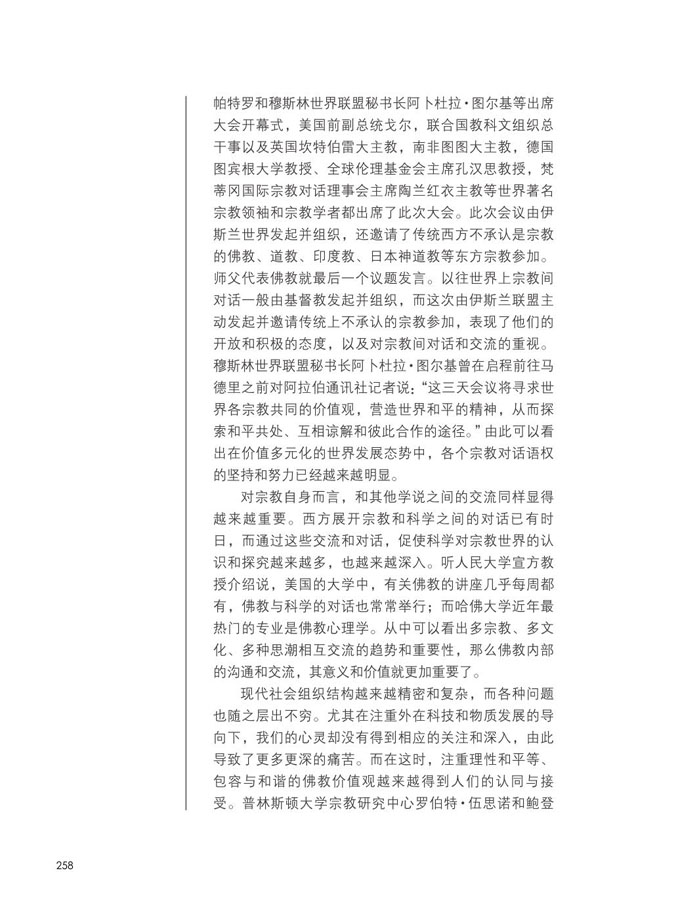 帕特罗和穆斯林世界联盟秘书长阿卜杜拉·图尔基等出席
大会开幕式，美国前副总统戈尔，联合国教科文组织总
干事以及英国坎特伯雷大主教，南非图图大主教，德国
图宾根大学教授、全球伦理基金会主席孔汉思教授，梵
蒂冈国际宗教对话理事会主席陶兰红衣主教等世界著名
宗教领袖和宗教学者都出席了此次大会。此次会议由伊
斯兰世界发起并组织，还邀请了传统西方不承认是宗教
的佛教、道教、印度教、日本神道教等东方宗教参加。
师父代表佛教就最后一个议题发言。以往世界上宗教间
对话一般由基督教发起并组织，而这次由伊斯兰联盟主
动发起并邀请传统上不承认的宗教参加，表现了他们的
开放和积极的态度，以及对宗教间对话和交流的重视。
穆斯林世界联盟秘书长阿卜杜拉·图尔基曾在启程前往马
德里之前对阿拉伯通讯社记者说：“这三天会议将寻求世
界各宗教共同的价值观，营造世界和平的精神，从而探
索和平共处、互相谅解和彼此合作的途径。”由此可以看
出在价值多元化的世界发展态势中，各个宗教对话语权
的坚持和努力已经越来越明显。
对宗教自身而言，和其他学说之间的交流同样显得
越来越重要。西方展开宗教和科学之间的对话已有时
日，而通过这些交流和对话，促使科学对宗教世界的认
识和探究越来越多，也越来越深入。听人民大学宣方教
授介绍说，美国的大学中，有关佛教的讲座几乎每周都
有，佛教与科学的对话也常常举行；而哈佛大学近年最
热门的专业是佛教心理学。从中可以看出多宗教、多文
化、多种思潮相互交流的趋势和重要性，那么佛教内部
的沟通和交流，其意义和价值就更加重要了。
现代社会组织结构越来越精密和复杂，而各种问题
也随之层出不穷。尤其在注重外在科技和物质发展的导
向下，我们的心灵却没有得到相应的关注和深入，由此
导致了更多更深的痛苦。而在这时，注重理性和平等、
包容与和谐的佛教价值观越来越得到人们的认同与接
受。普林斯顿大学宗教研究中心罗伯特·伍思诺和鲍登
258